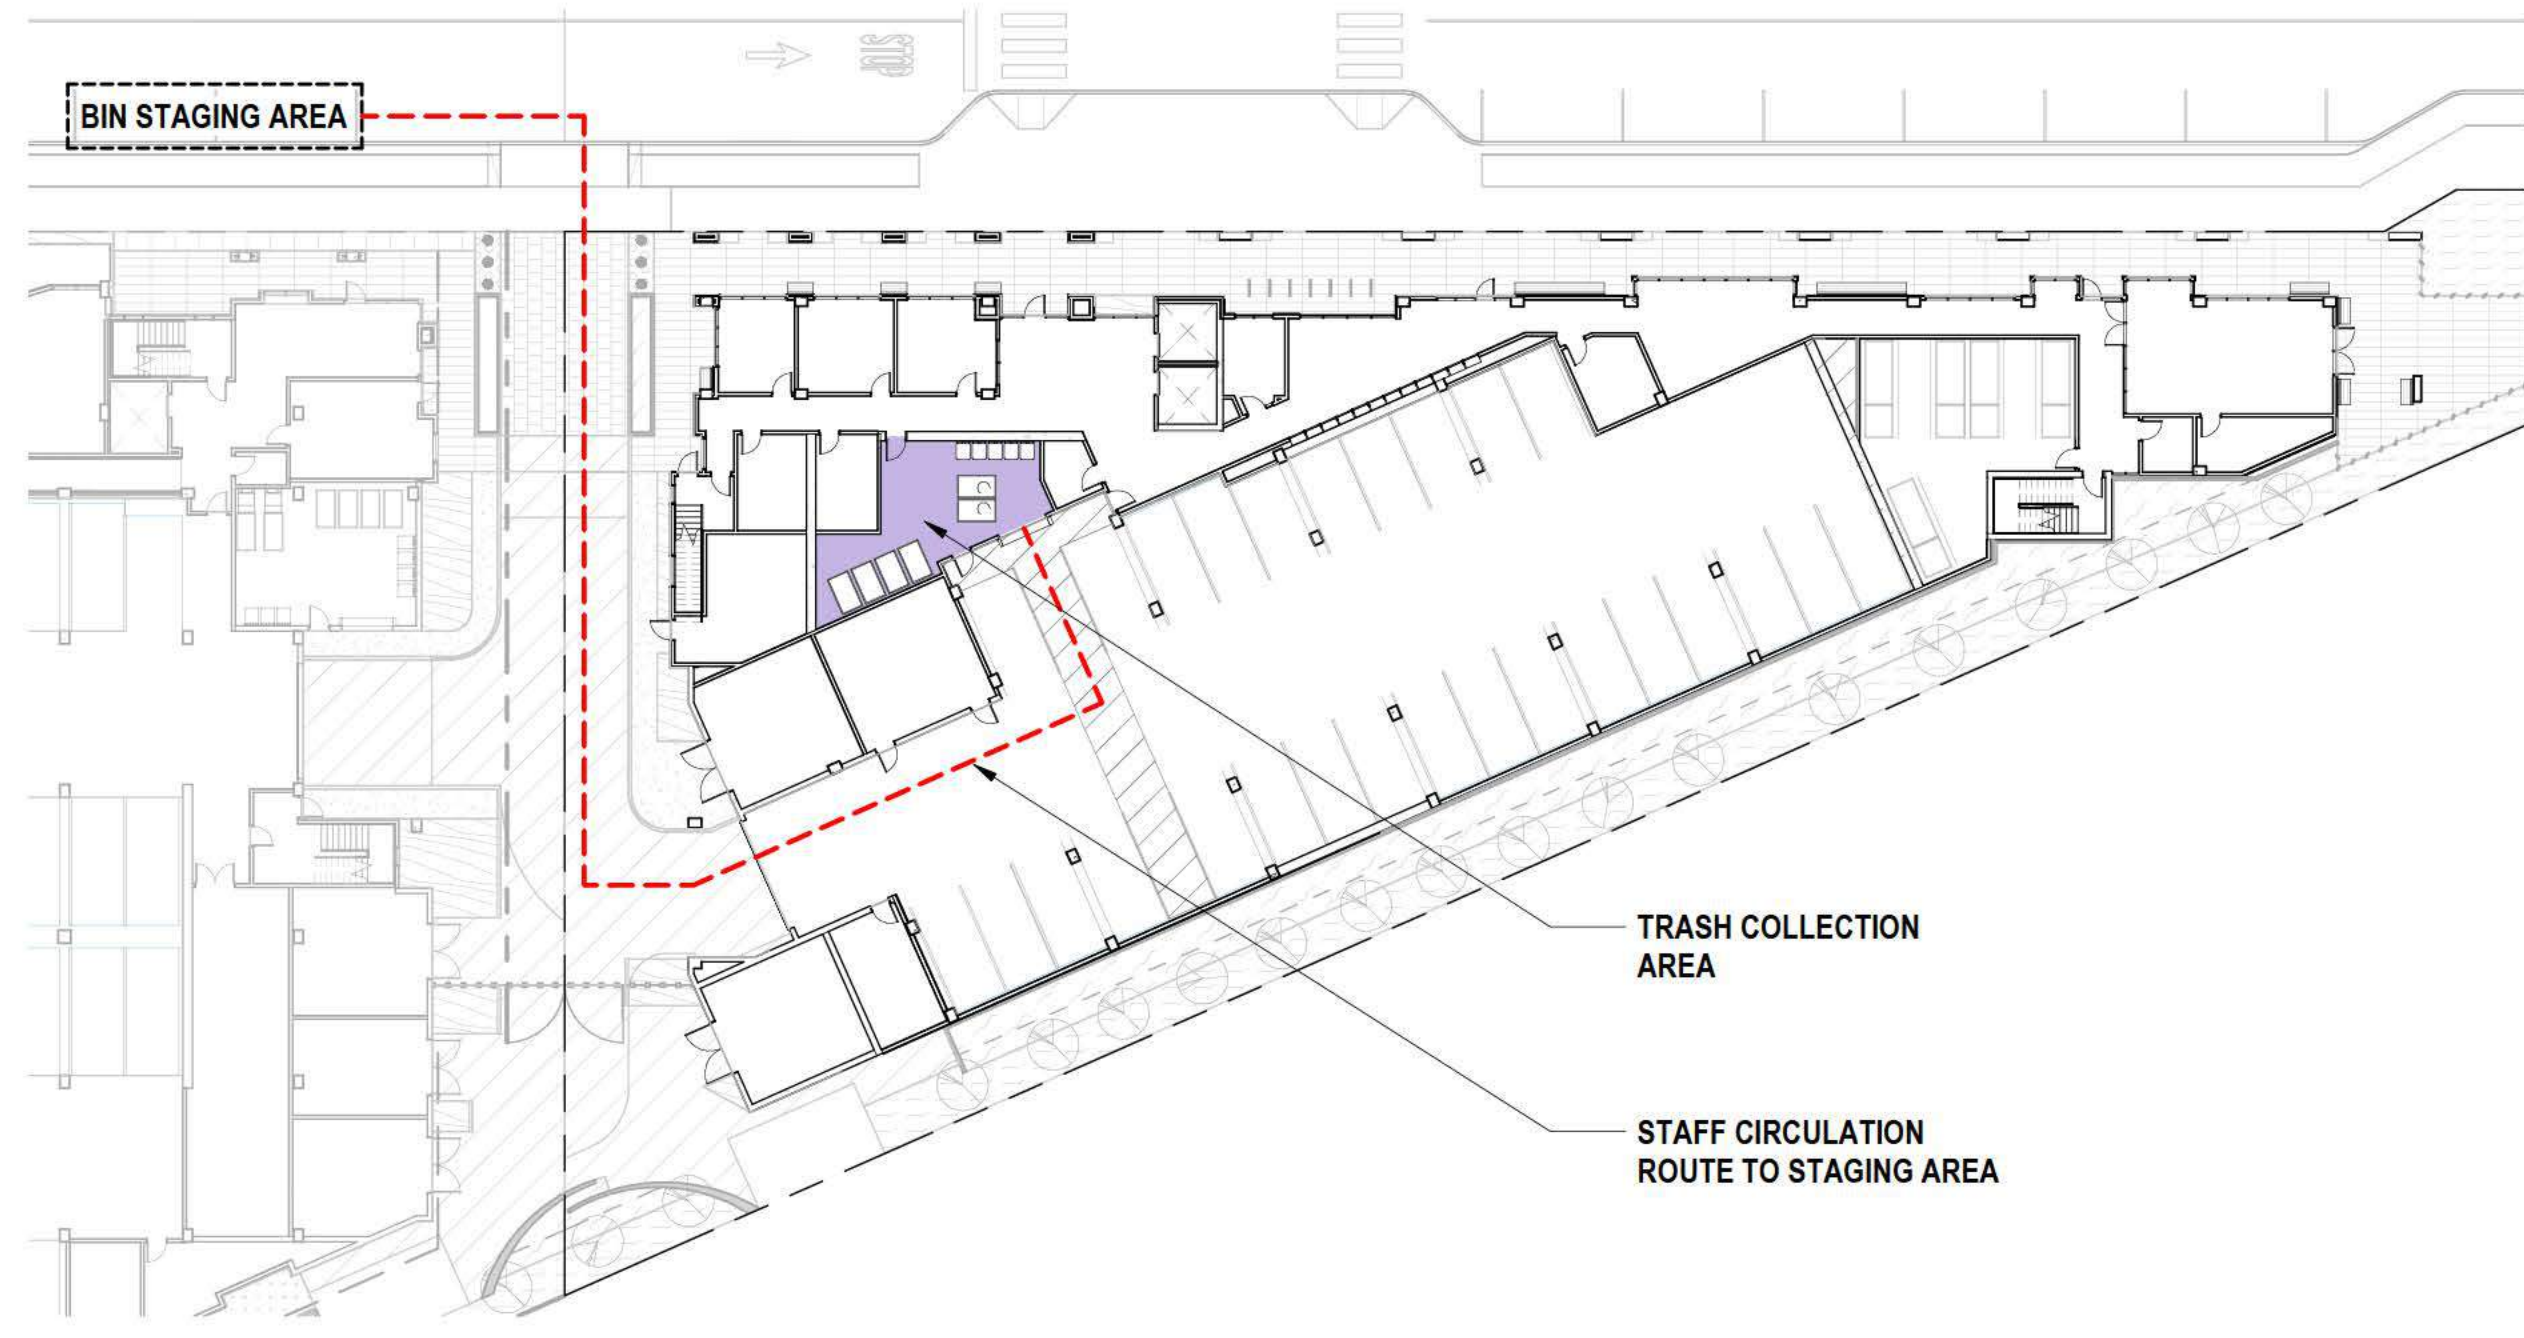 STOP
BIN STAGING AREA
TRASH COLLECTION
AREA
STAFF CIRCULATION
ROUTE TO STAGING AREA